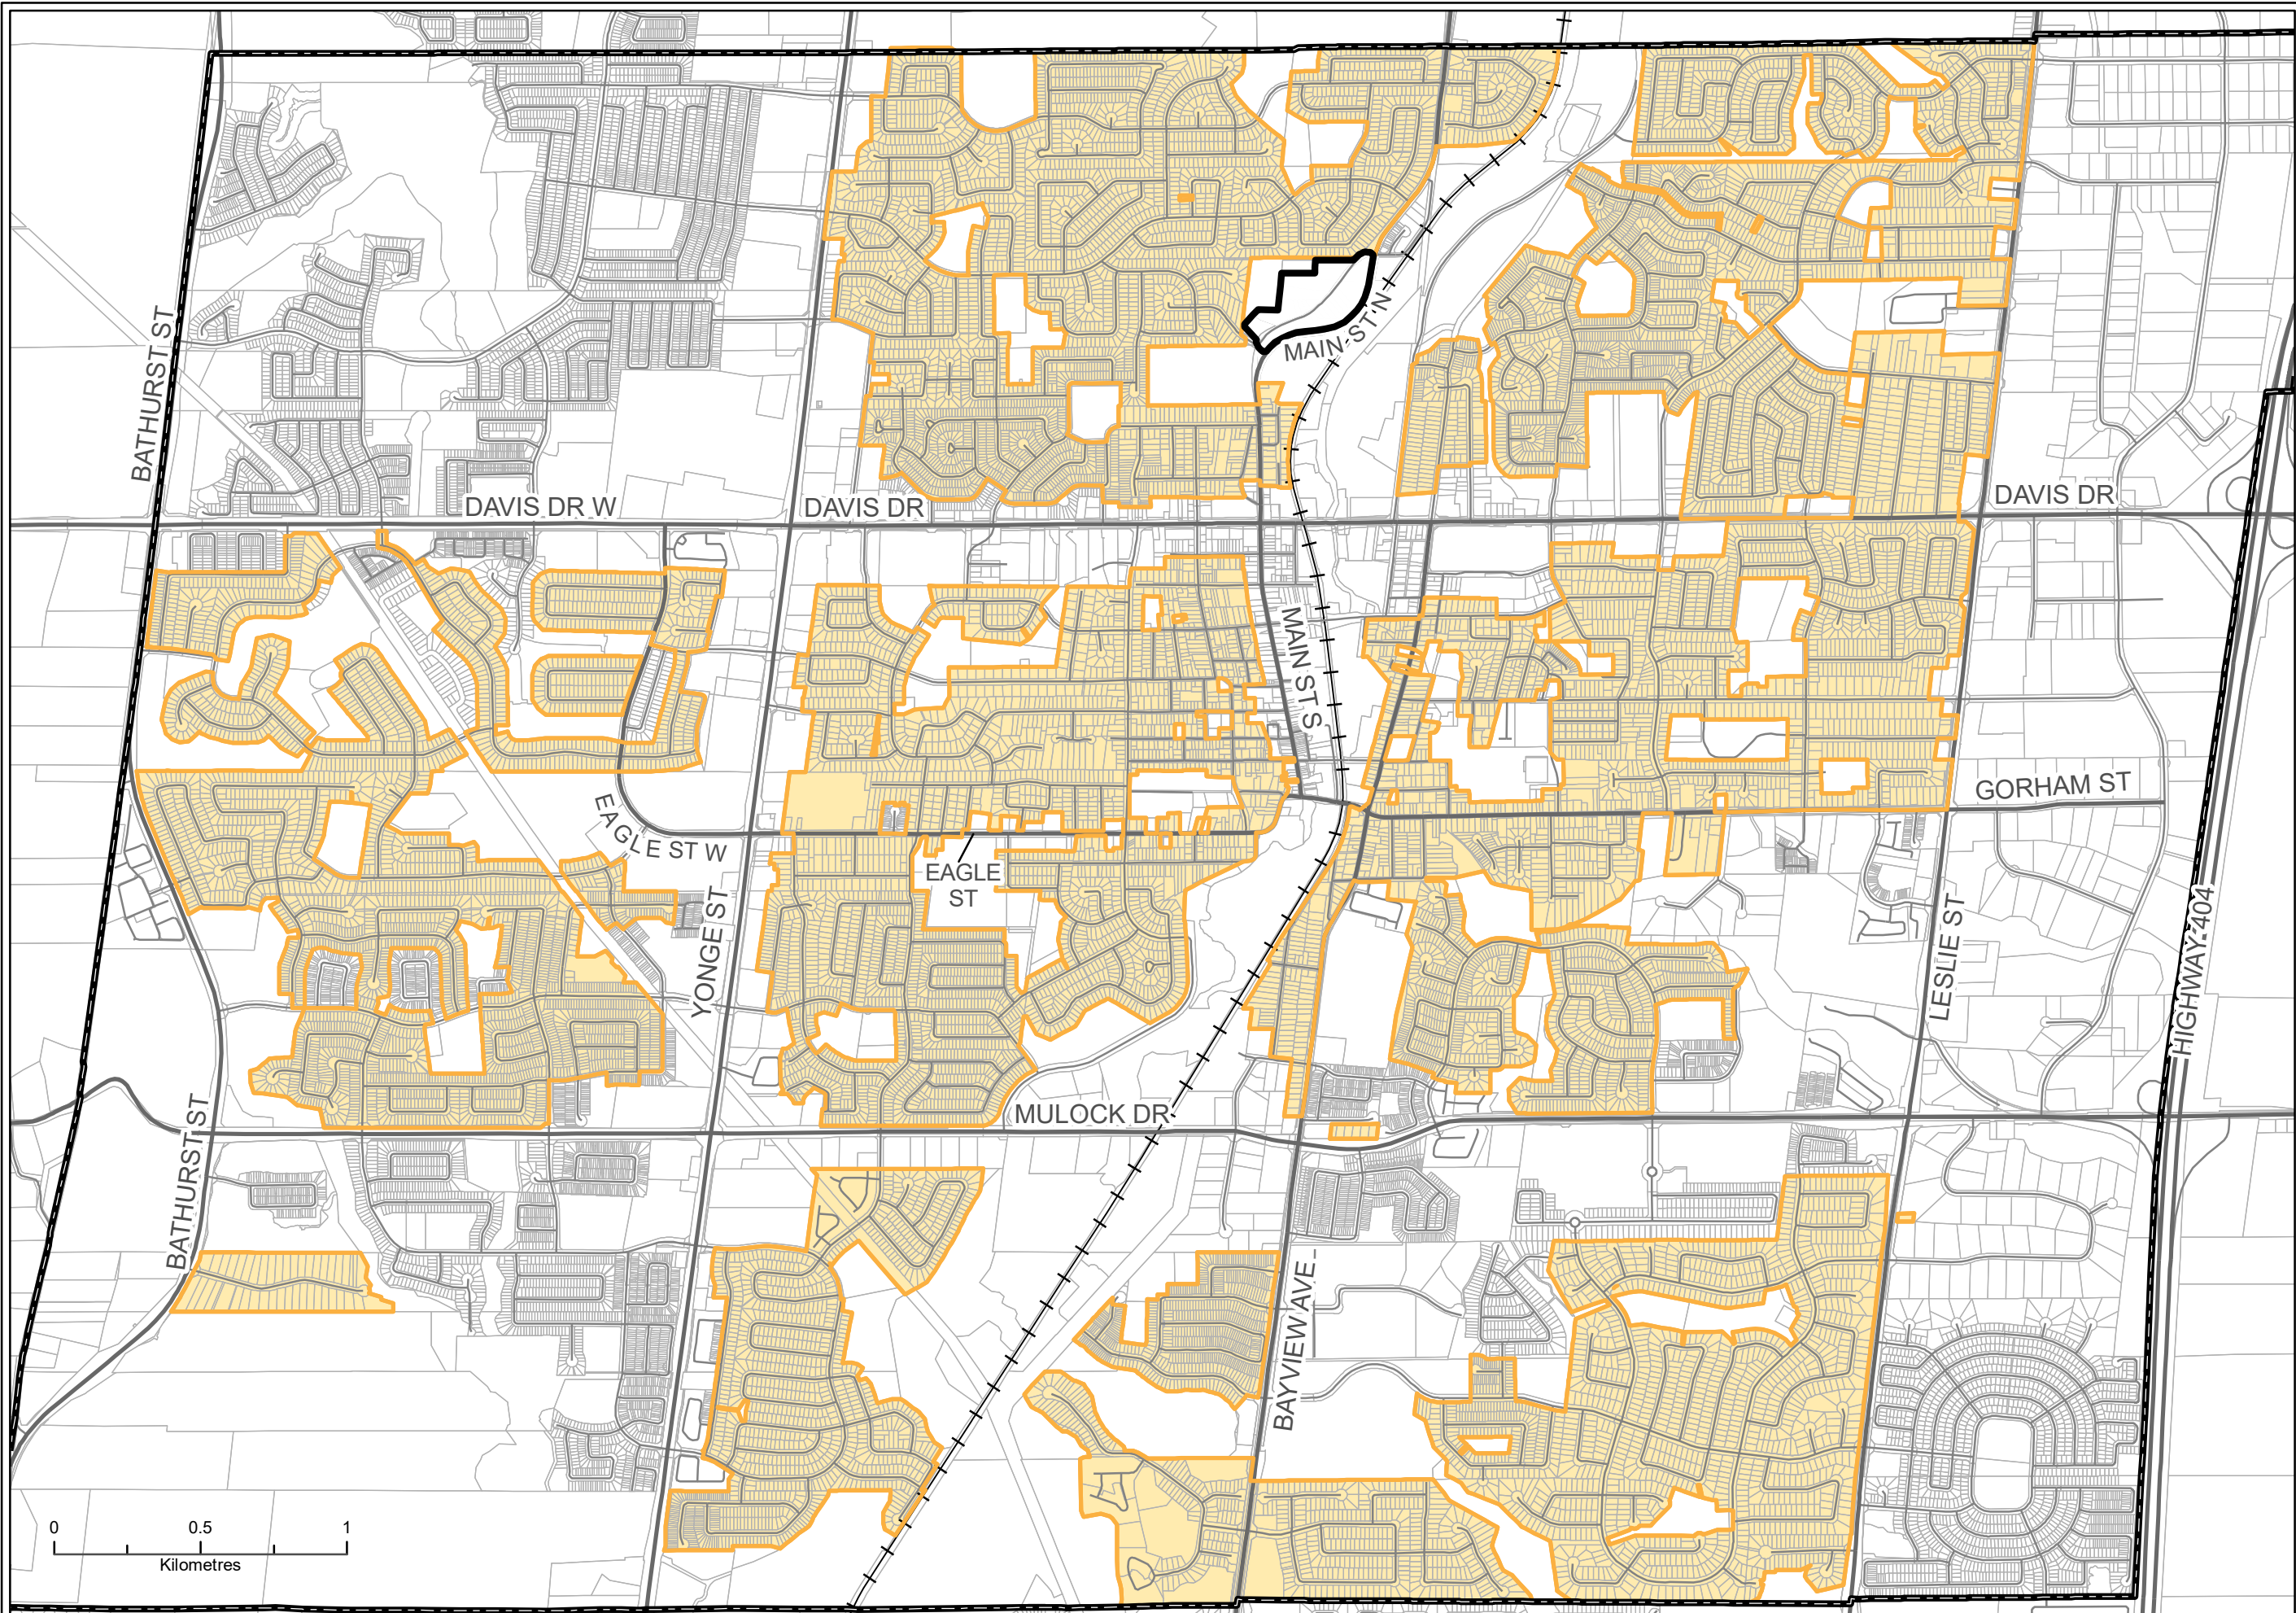 MAIN ST N
BATHURST ST
DAVIS DR W
DAVIS DR
DAVIS DR
MAIN ST S
GORHAM ST
EAGLE ST W
EAGLE
ST
YONGE ST
LESLIE ST
HIGHWAY 404
MULOCK DR
BATHURST ST
BAYVIEW AVE
0 0.5 1
Kilometres